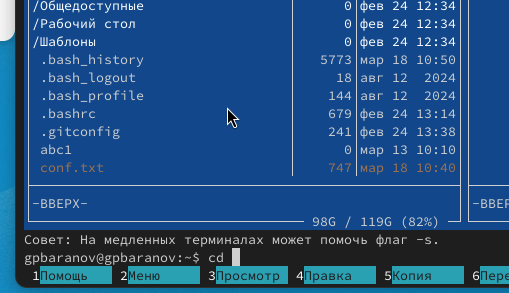 /Общедоступные 0 фев 24 12:34
/Рабочий стол 0 фев 24 12:34
/Шаблоны 0 фев 24 12:34
.bash_history 5773 мар 18 10:50
.bash_logout 18 авг 12 2024
.bash_profile 144 авг 12 2024
.bashrc 679 фев 24 13:14
.gitconfig 241 фев 24 13:38
abc1 0 мар 13 10:10
conf.txt 747 мар 18 10:40
-ВВЕРХ- -ВВЕРХ
98G / 119G (82%)
Совет: На медленных терминалах может помочь флаг -s.
gpbaranov@gpbaranov:~$ cd
1Помощь 2Меню 3Просмотр 4Правка 5Копия 6Пере